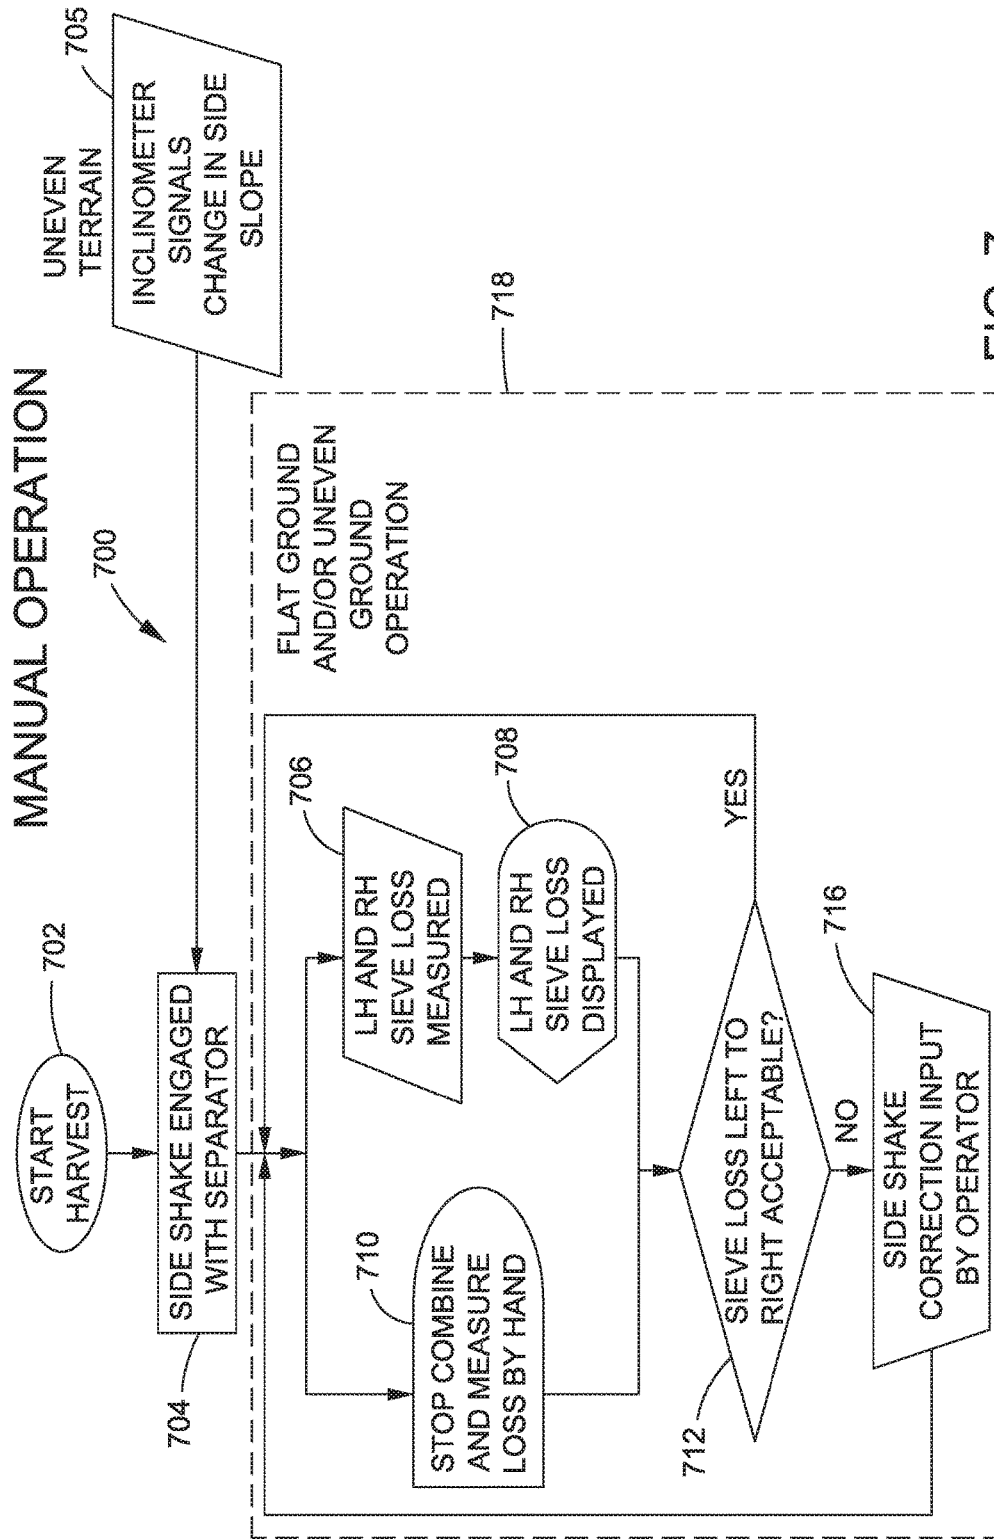 MANUAL OPERATION
700
START
HARVEST
702
SIDE SHAKE ENGAGED
WITH SEPARATOR
704
UNEVEN
TERRAIN
INCLINOMETER
SIGNALS
CHANGE IN SIDE
SLOPE
705
FLAT GROUND
AND/OR UNEVEN
GROUND
OPERATION
718
LH AND RH
SIEVE LOSS
MEASURED
706
LH AND RH
SIEVE LOSS
DISPLAYED
708
STOP COMBINE
AND MEASURE
LOSS BY HAND
710
SIEVE LOSS LEFT TO
RIGHT ACCEPTABLE?
712
YES
NO
SIDE SHAKE
CORRECTION INPUT
BY OPERATOR
716